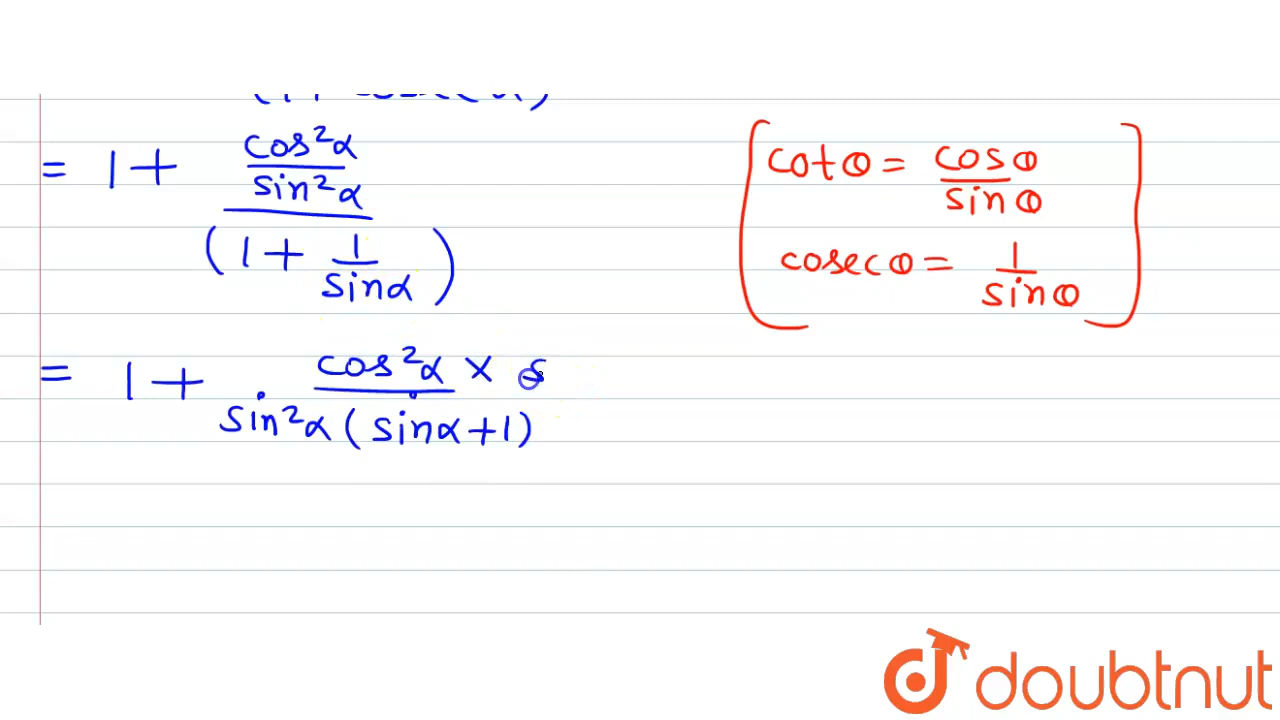 = 1 + cos²α
sin²α
(1 + 1
sinα)
cotθ = cosθ
sinθ
cosecθ = 1
sinθ
= 1 + cos²α × s
sin²α (sinα + 1)
doubtnut